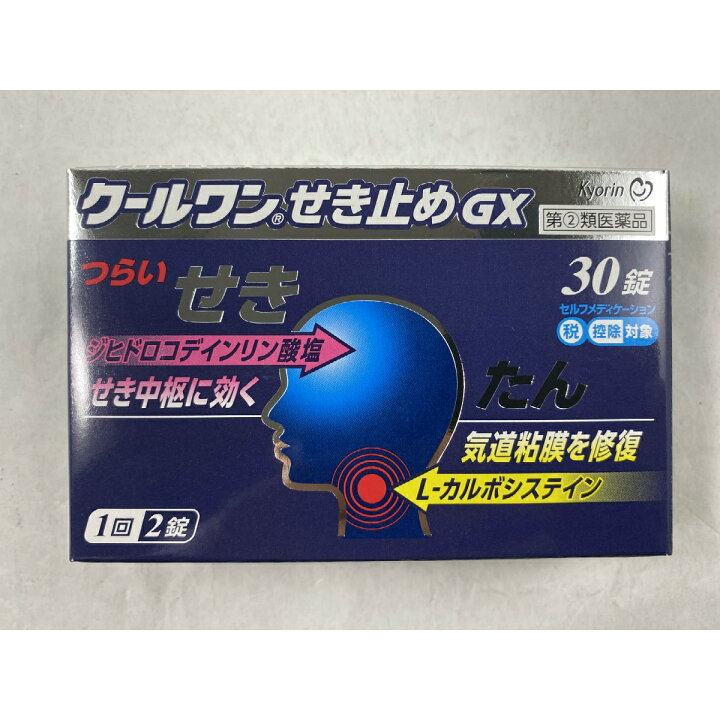 クールワン®せき止めGX
Kyorin
指②類医薬品
つらい
せき
30錠
セルフメディケーション
税 控除 対象
ジヒドロコデインリン酸塩
せき中枢に効く
たん
気道粘膜を修復
L-カルボシステイン
1回2錠